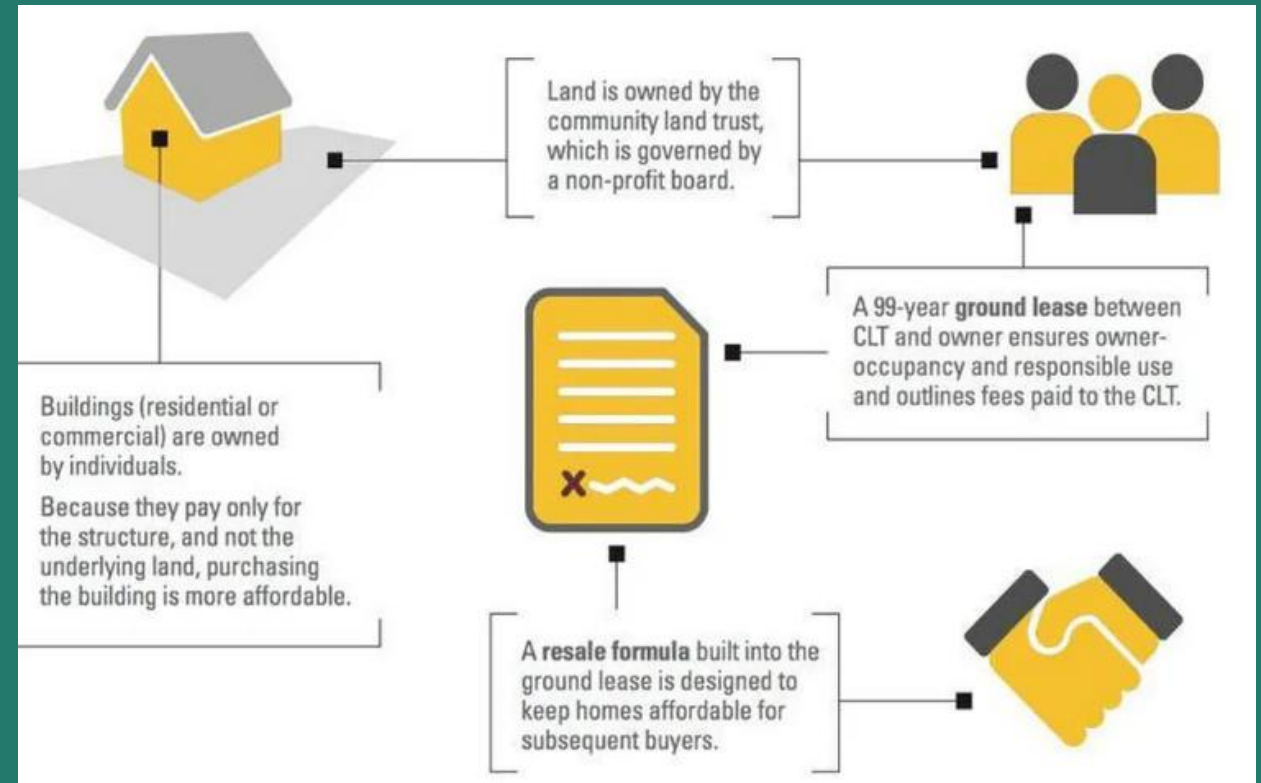 Land is owned by the
community land trust,
which is governed by
a non-profit board.
A 99-year ground lease between
CLT and owner ensures owner-
occupancy and responsible use
and outlines fees paid to the CLT.
Buildings (residential or
commercial) are owned
by individuals.
Because they pay only for
the structure, and not the
underlying land, purchasing
the building is more affordable.
A resale formula built into the
ground lease is designed to
keep homes affordable for
subsequent buyers.